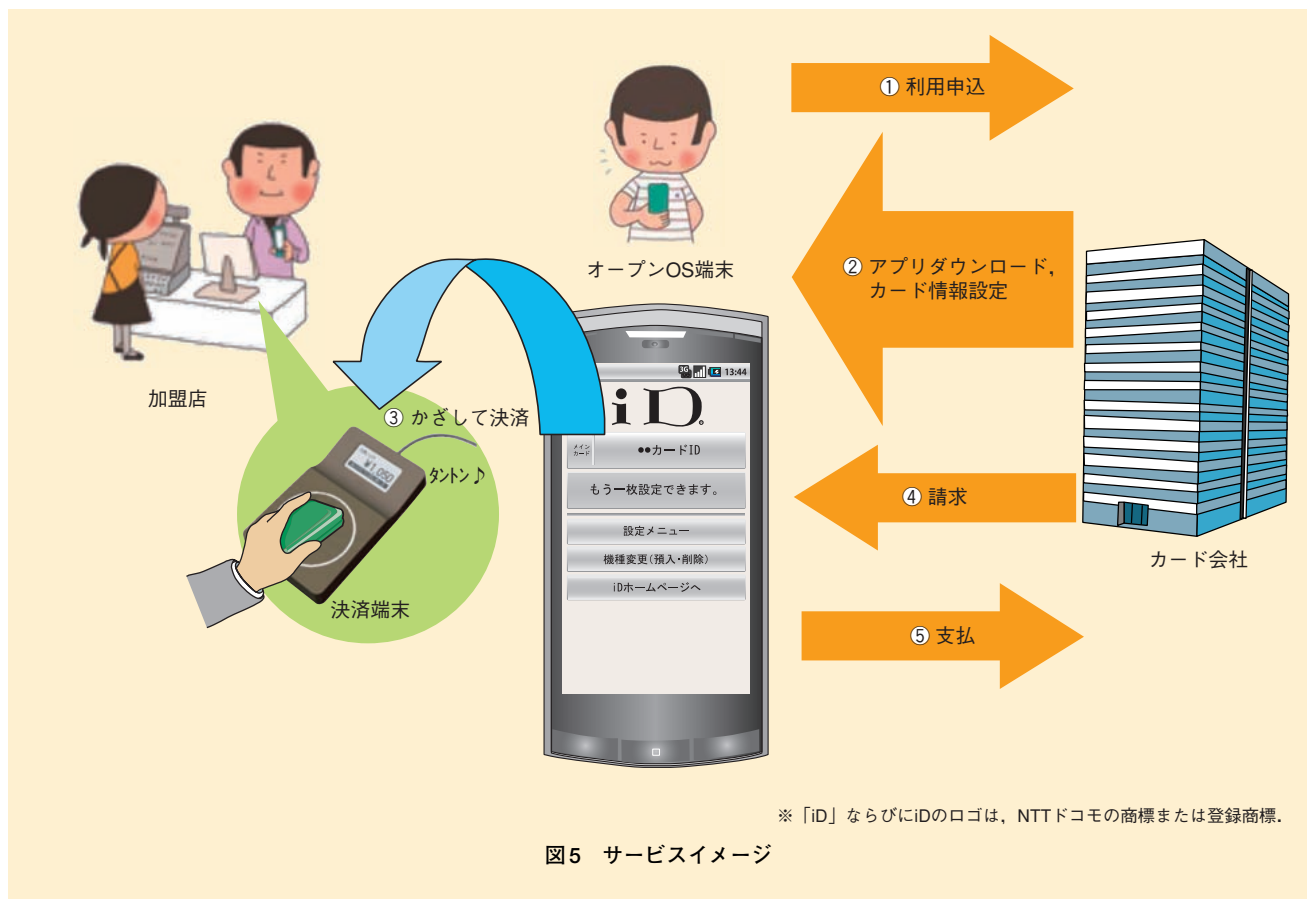 ① 利用申込
オープンOS端末
② アプリダウンロード，
カード情報設定
加盟店
③ かざして決済
タントン♪
¥1,050
決済端末
3G 13:44
iD®
メイン
カード
●●カードID
もう一枚設定できます。
設定メニュー
機種変更(預入・削除)
iDホームページへ
④ 請求
カード会社
⑤ 支払
※「iD」ならびにiDのロゴは，NTTドコモの商標または登録商標．
図5　サービスイメージ